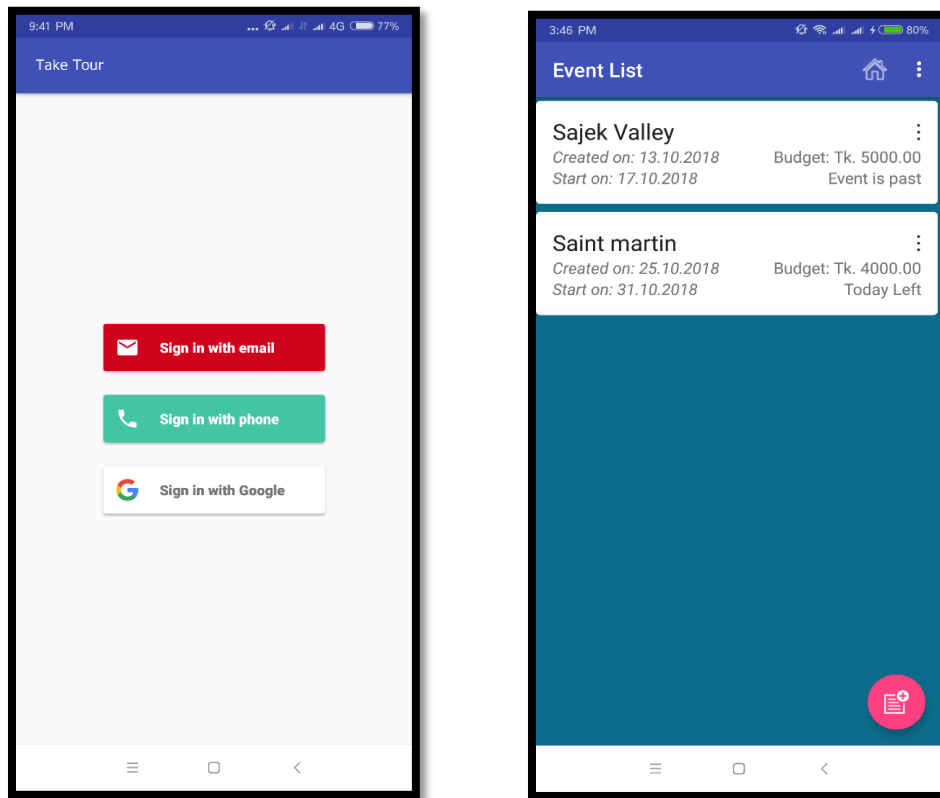 9:41 PM ... 4G 77%
Take Tour
Sign in with email
Sign in with phone
Sign in with Google
3:46 PM 80%
Event List
Sajek Valley
Created on: 13.10.2018 Budget: Tk. 5000.00
Start on: 17.10.2018 Event is past
Saint martin
Created on: 25.10.2018 Budget: Tk. 4000.00
Start on: 31.10.2018 Today Left